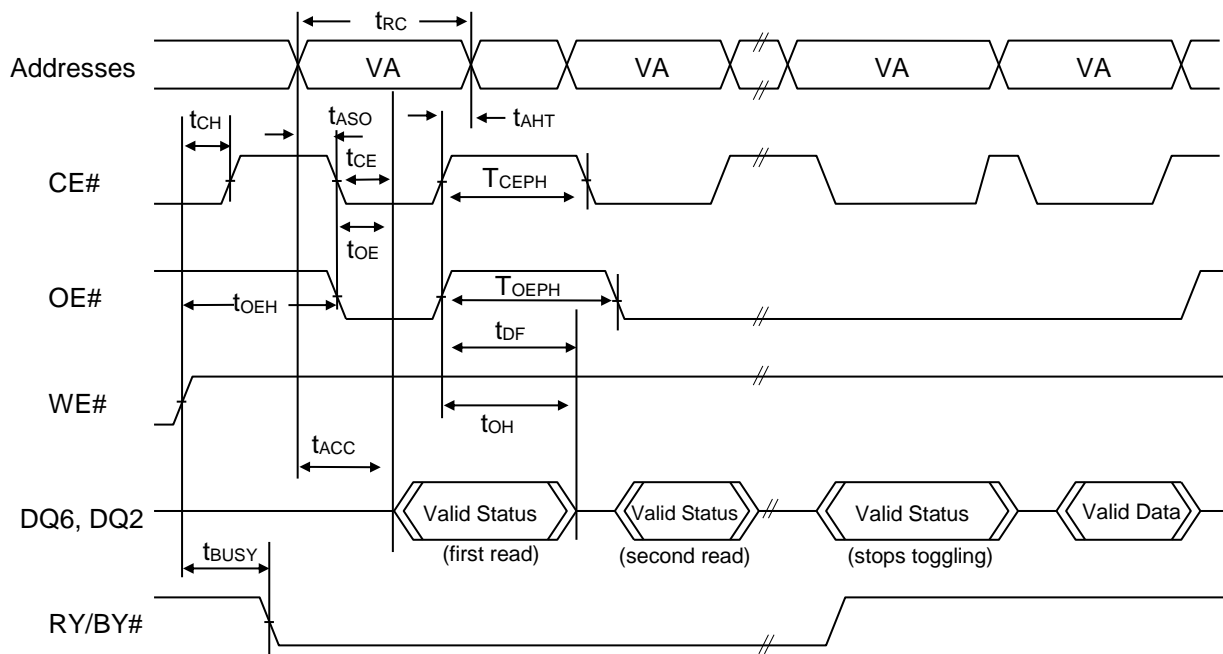 tRC
Addresses VA VA VA VA
tCH tASO tAHT
tCE
CE# TCEPH
tOE
OE# tOEH TOEPH
tDF
WE#
tOH
tACC
DQ6, DQ2 Valid Status Valid Status Valid Status Valid Data
(first read) (second read) (stops toggling)
tBUSY
RY/BY#